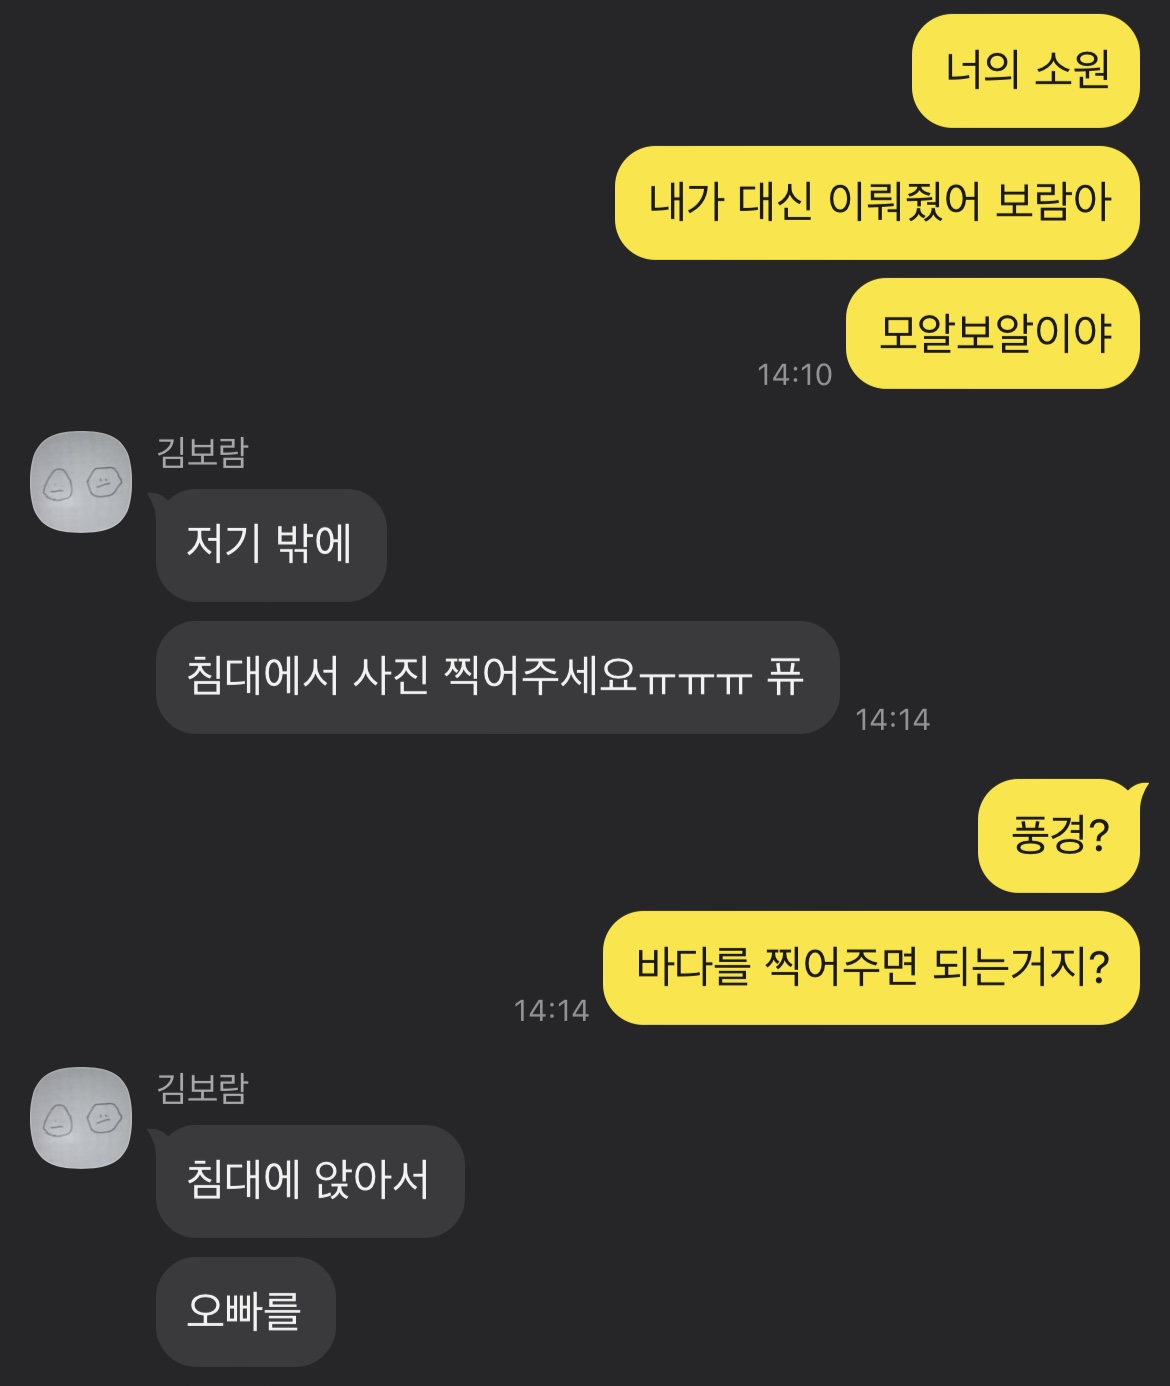 너의 소원
내가 대신 이뤄줬어 보람아
모알보알이야
14:10
김보람
저기 밖에
침대에서 사진 찍어주세요ㅠㅠㅠ 퓨
14:14
풍경?
바다를 찍어주면 되는거지?
14:14
김보람
침대에 앉아서
오빠를